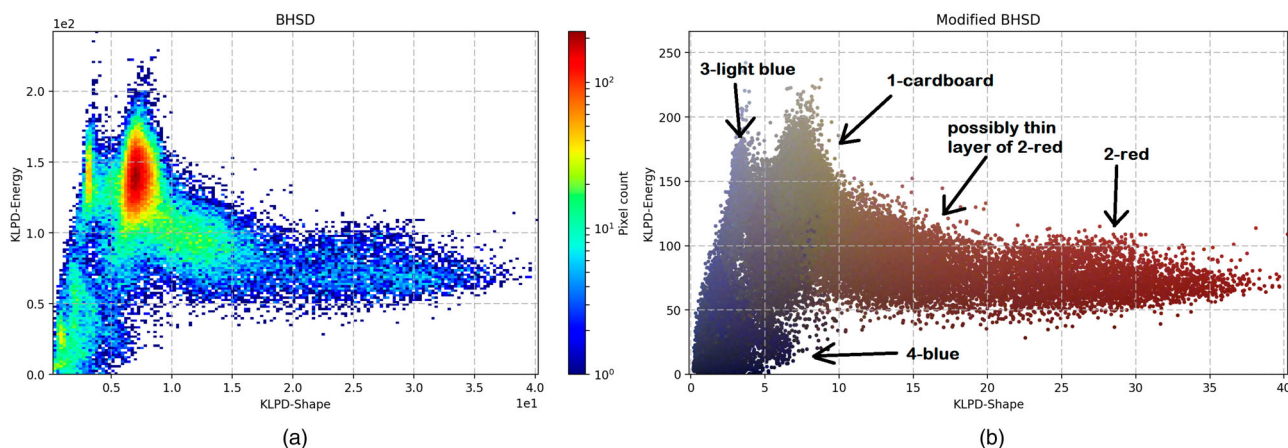 BHSD
1e2
KLPD-Energy
2.0
1.5
1.0
0.5
0.0
0.5
1.0
1.5
2.0
2.5
3.0
3.5
4.0
1e1
KLPD-Shape
10²
10¹
10⁰
Pixel count
(a)
Modified BHSD
KLPD-Energy
250
200
150
100
50
0
3-light blue
1-cardboard
possibly thin
layer of 2-red
2-red
4-blue
0
5
10
15
20
25
30
35
40
KLPD-Shape
(b)